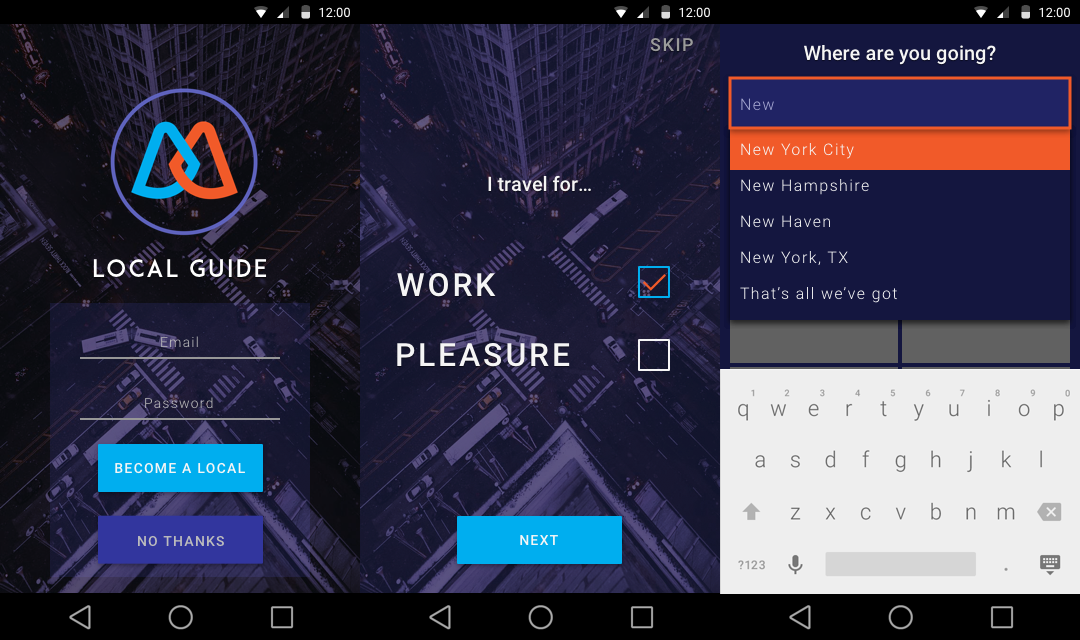 12:00
LOCAL GUIDE
Email
Password
BECOME A LOCAL
NO THANKS
12:00
SKIP
I travel for...
WORK
PLEASURE
NEXT
12:00
Where are you going?
New
New York City
New Hampshire
New Haven
New York, TX
That's all we've got
1 2 3 4 5 6 7 8 9 0
q w e r t y u i o p
a s d f g h j k l
z x c v b n m
?123 .